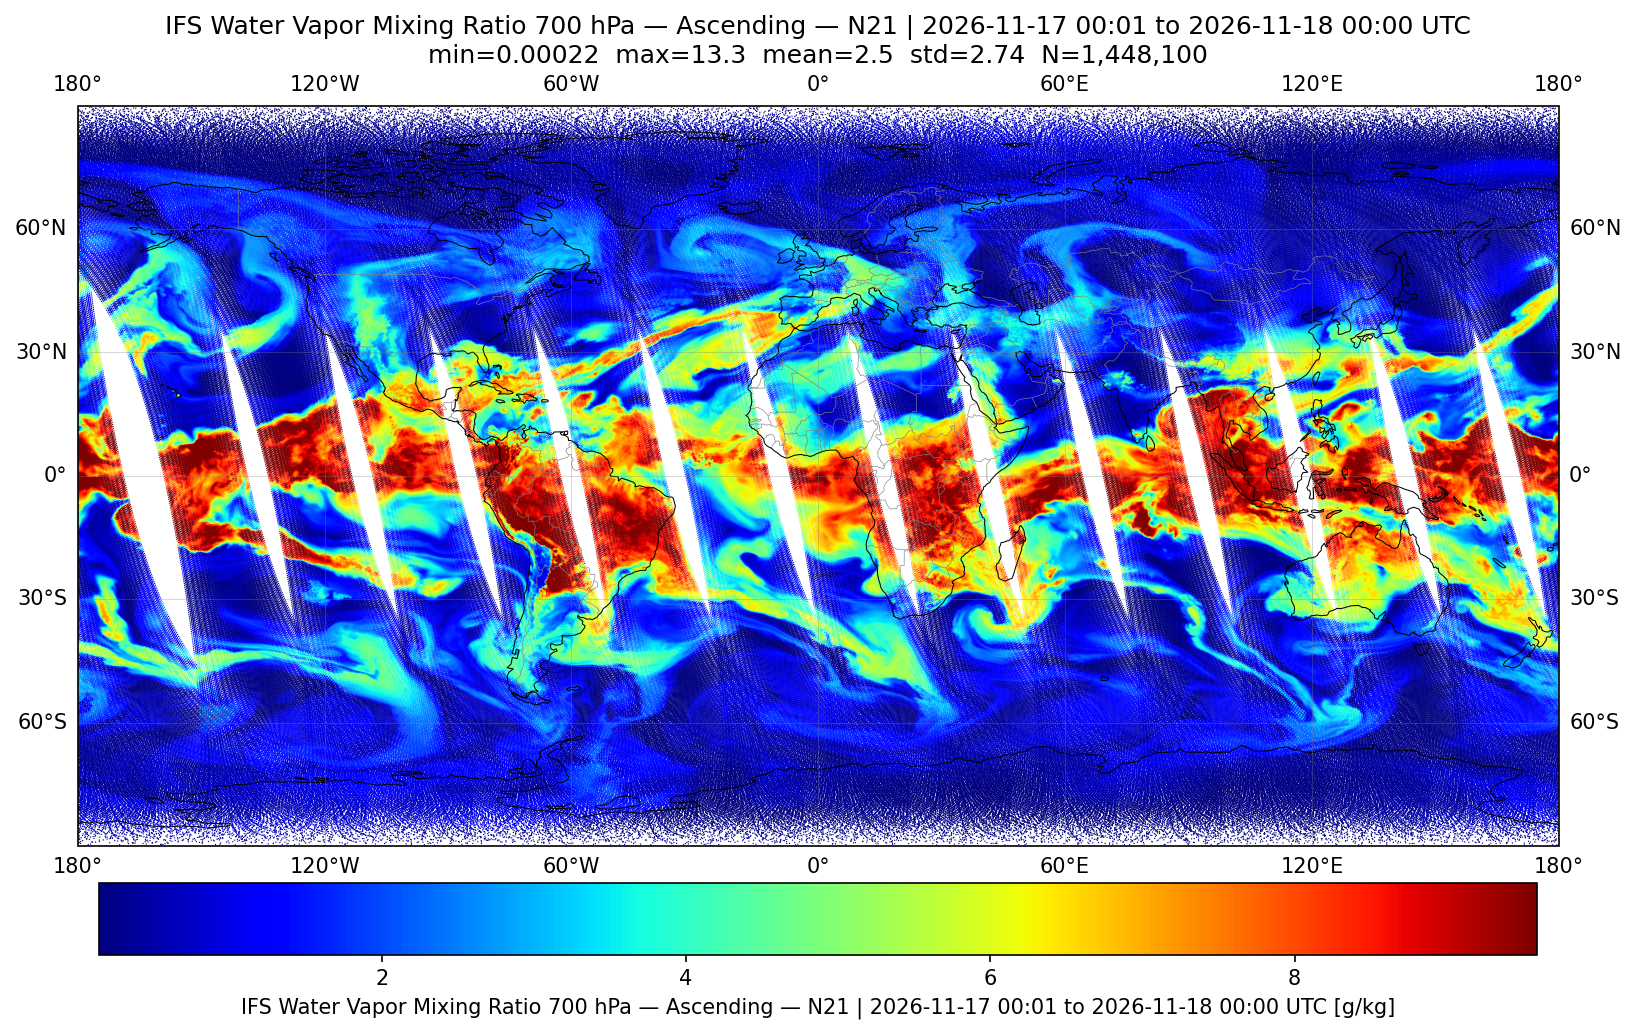 IFS Water Vapor Mixing Ratio 700 hPa — Ascending — N21 | 2026-11-17 00:01 to 2026-11-18 00:00 UTC
min=0.00022 max=13.3 mean=2.5 std=2.74 N=1,448,100
180° 120°W 60°W 0° 60°E 120°E 180°
60°N 60°N
30°N 30°N
0° 0°
30°S 30°S
60°S 60°S
180° 120°W 60°W 0° 60°E 120°E 180°
2 4 6 8
IFS Water Vapor Mixing Ratio 700 hPa — Ascending — N21 | 2026-11-17 00:01 to 2026-11-18 00:00 UTC [g/kg]